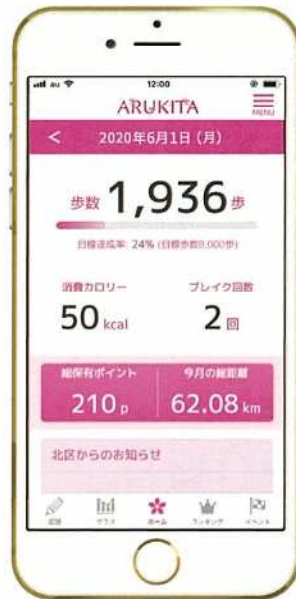 au 12:00
ARUKITA
MENU
< 2020年6月1日（月）
歩数 1,936 歩
目標達成率: 24% (目標歩数8,000歩)
消費カロリー ブレイク回数
50 kcal 2 回
総保有ポイント 今月の総距離
210 p 62.08 km
北区からのお知らせ
記録 グラフ ホーム ランキング イベント